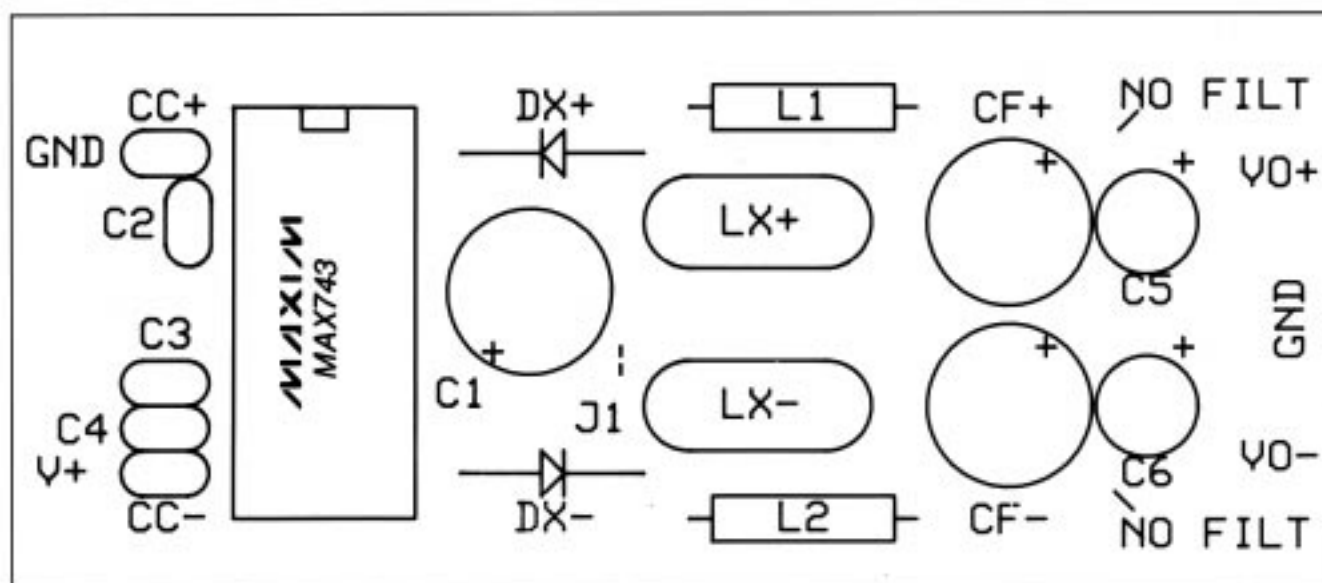 CC+
DX+
L1
CF+
NO FILT
GND
+
+
VO+
C2
LX+
MAXIM
MAX743
C5
GND
C3
+
+
+
C1
J1
LX-
C4
V+
VO-
C6
CC-
DX-
L2
CF-
NO FILT